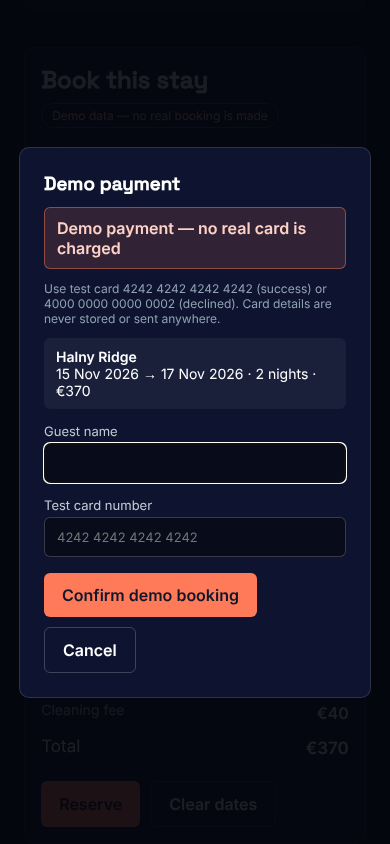 Book this stay
Demo data — no real booking is made
Demo payment
Demo payment — no real card is
charged
Use test card 4242 4242 4242 4242 (success) or
4000 0000 0000 0002 (declined). Card details are
never stored or sent anywhere.
Halny Ridge
15 Nov 2026 → 17 Nov 2026 · 2 nights ·
€370
Guest name
Test card number
4242 4242 4242 4242
Confirm demo booking
Cancel
Cleaning fee €40
Total €370
Reserve Clear dates